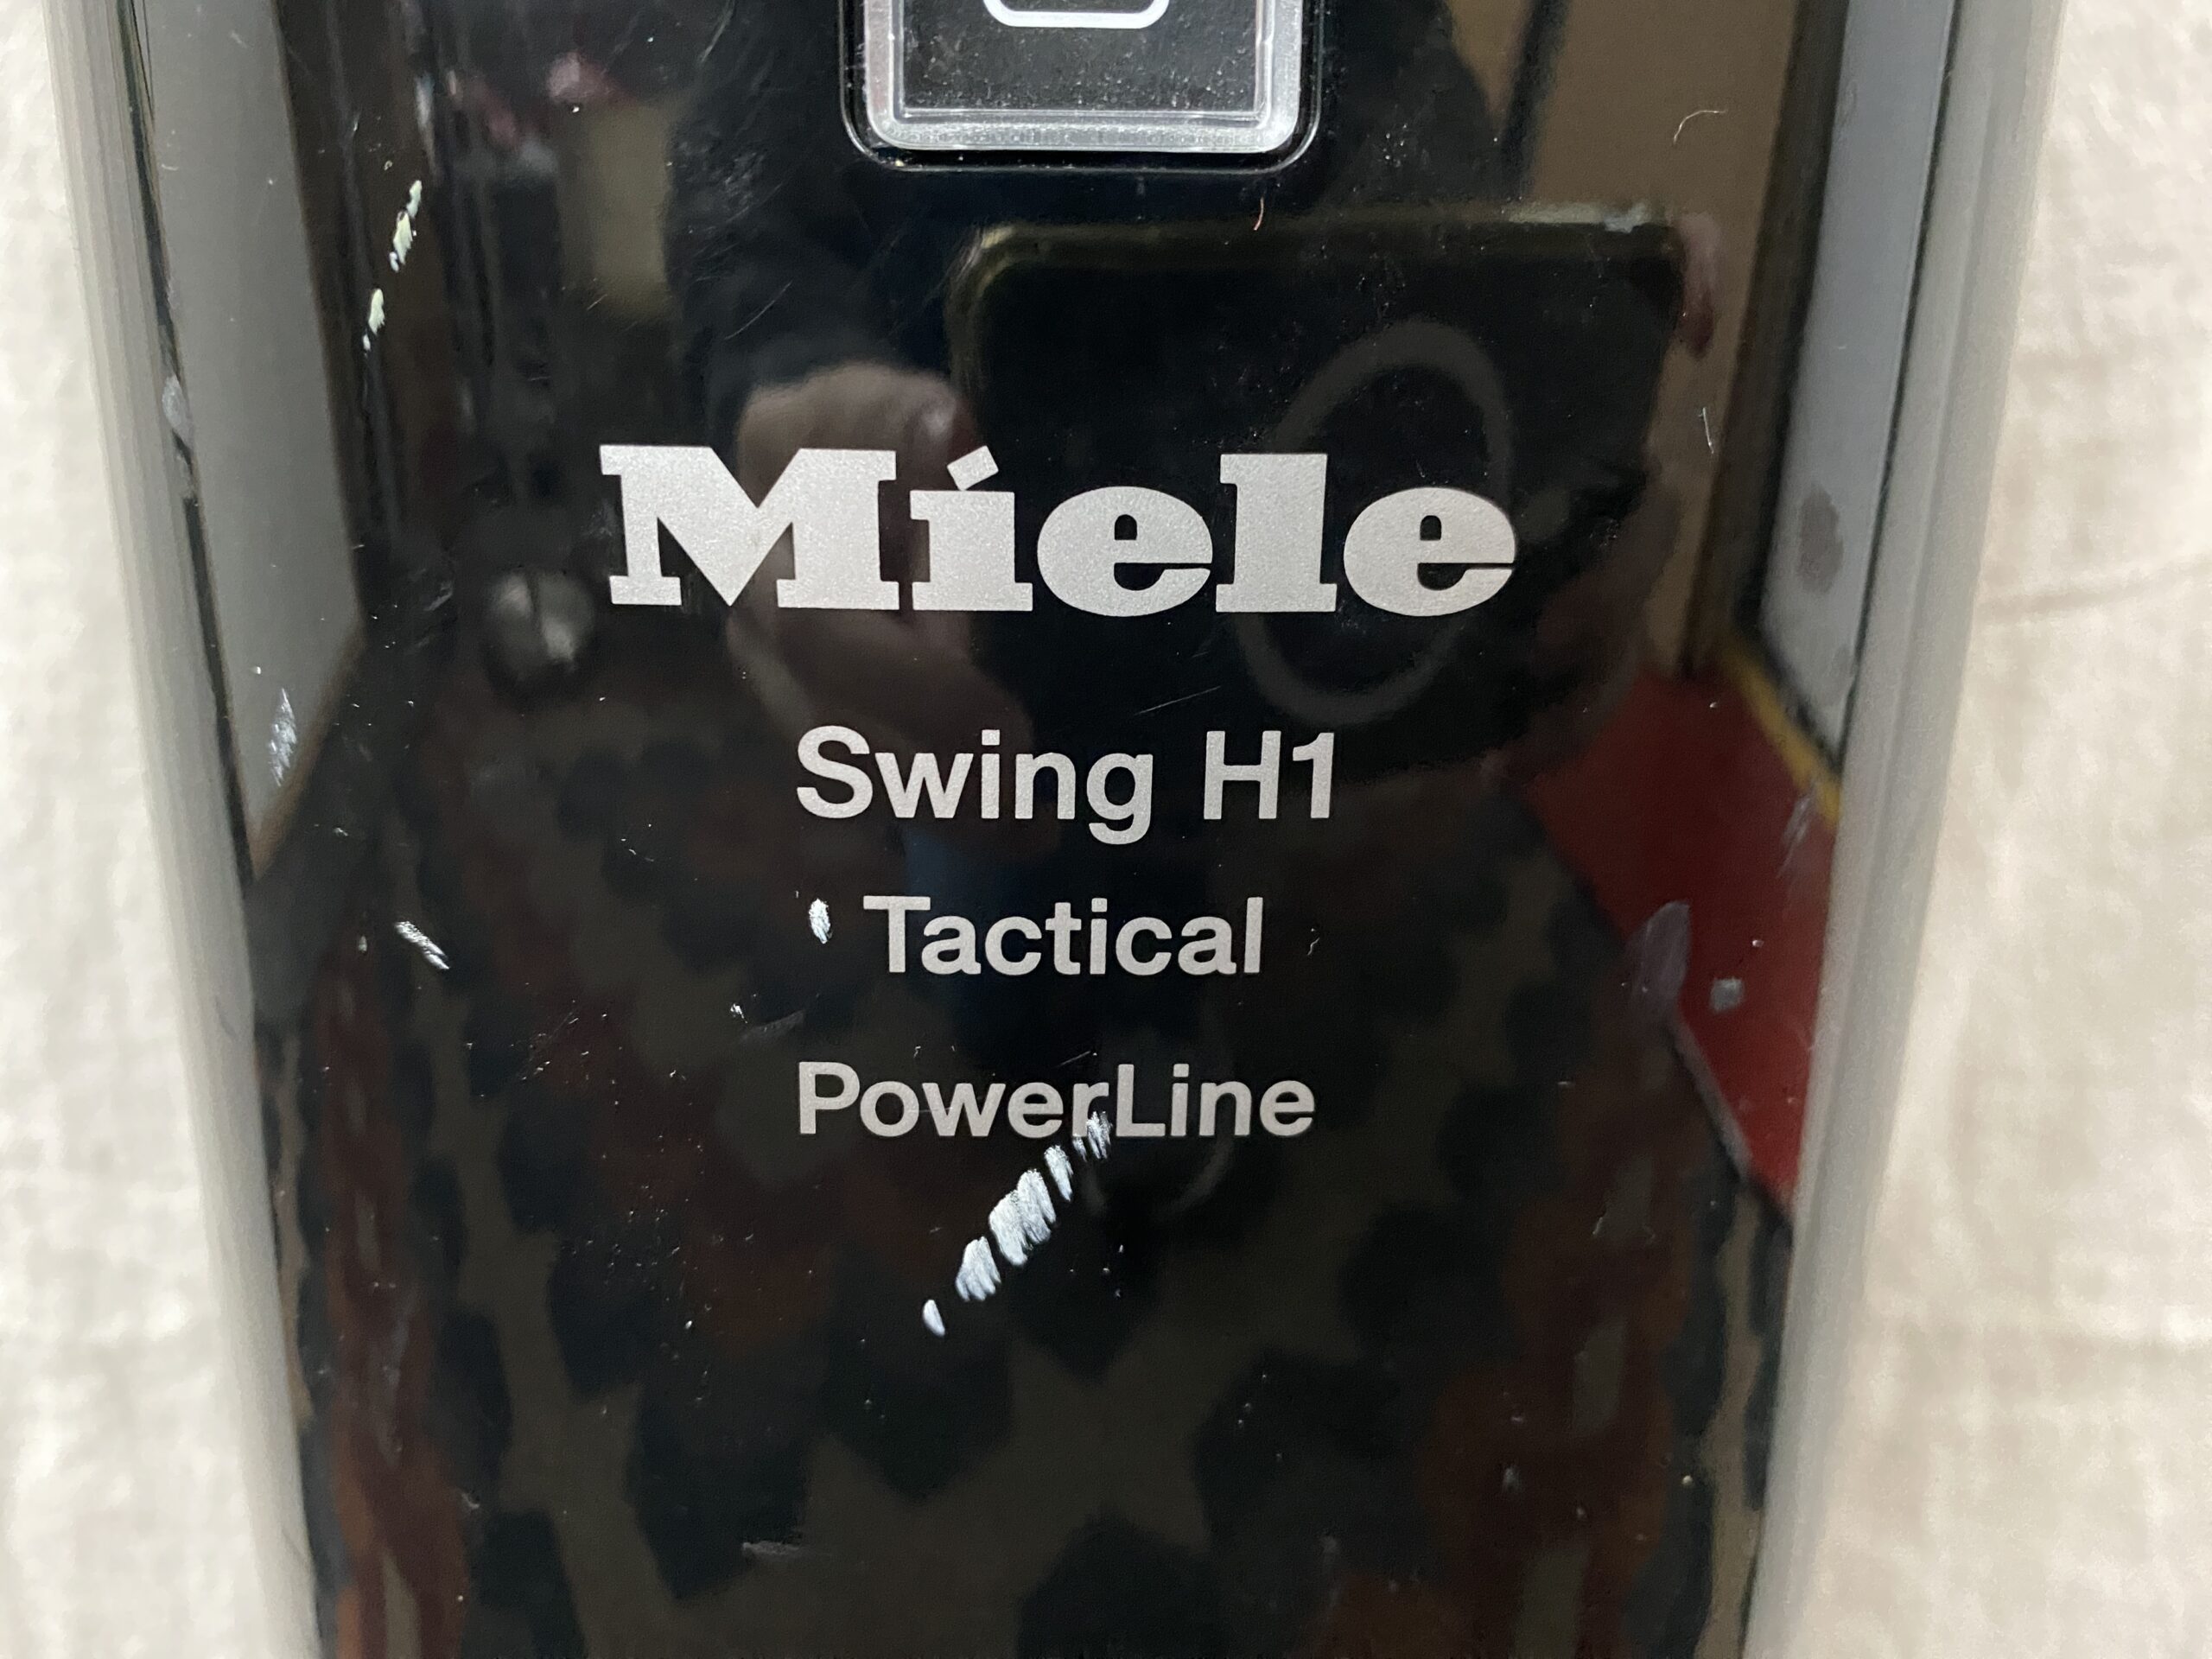 Miele
Swing H1
Tactical
PowerLine